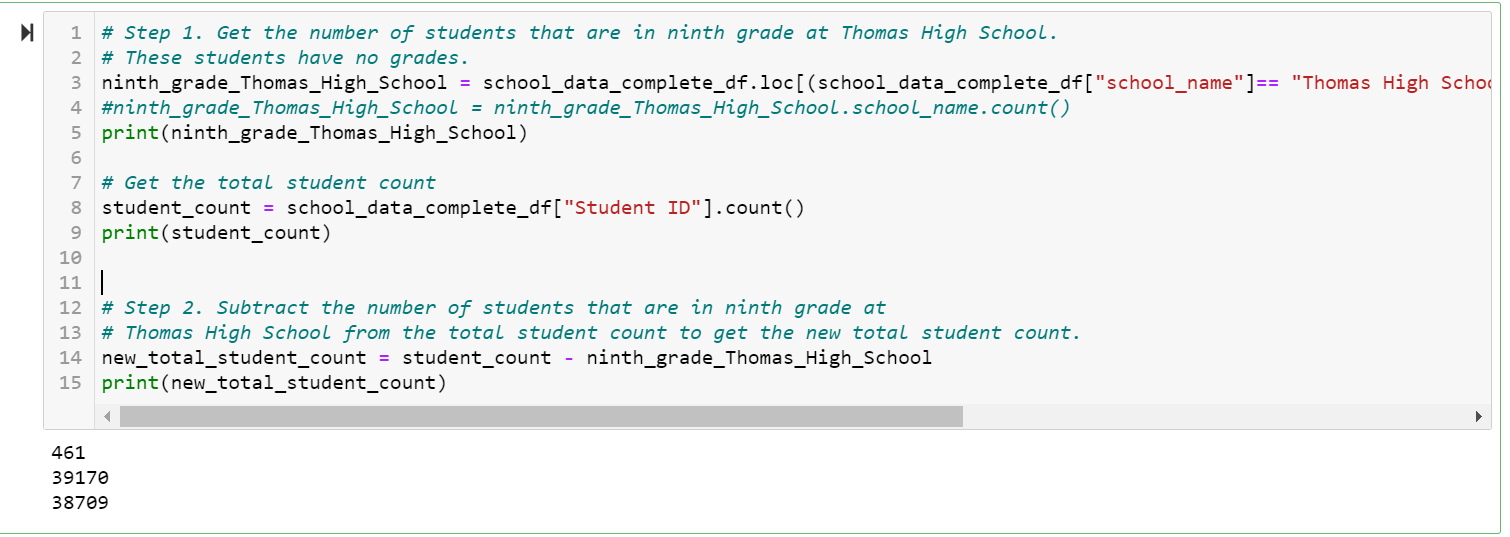 1 # Step 1. Get the number of students that are in ninth grade at Thomas High School.
2 # These students have no grades.
3 ninth_grade_Thomas_High_School = school_data_complete_df.loc[(school_data_complete_df["school_name"]== "Thomas High Schoo
4 #ninth_grade_Thomas_High_School = ninth_grade_Thomas_High_School.school_name.count()
5 print(ninth_grade_Thomas_High_School)
6
7 # Get the total student count
8 student_count = school_data_complete_df["Student ID"].count()
9 print(student_count)
10
11
12 # Step 2. Subtract the number of students that are in ninth grade at
13 # Thomas High School from the total student count to get the new total student count.
14 new_total_student_count = student_count - ninth_grade_Thomas_High_School
15 print(new_total_student_count)
461
39170
38709